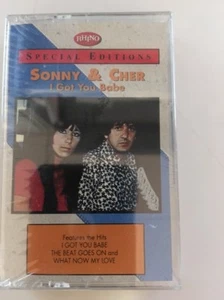 RHINO
SPECIAL EDITIONS
SONNY & CHER
I Got You Babe
Features the Hits
I GOT YOU BABE
THE BEAT GOES ON and
WHAT NOW MY LOVE